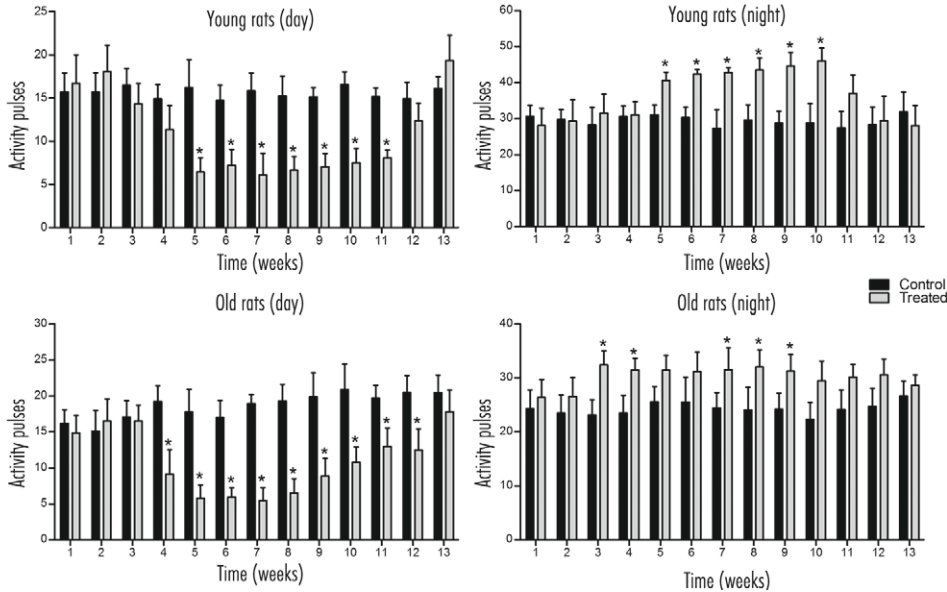 Young rats (day)
Activity pulses
25
20
15
10
5
0
* * * * * * *
1 2 3 4 5 6 7 8 9 10 11 12 13
Time (weeks)
Young rats (night)
Activity pulses
60
50
40
30
20
10
0
* * * * * *
1 2 3 4 5 6 7 8 9 10 11 12 13
Time (weeks)
Control
Treated
Old rats (day)
Activity pulses
30
25
20
15
10
5
0
* * * * * * * * *
1 2 3 4 5 6 7 8 9 10 11 12 13
Time (weeks)
Old rats (night)
Activity pulses
40
30
20
10
0
* * * * *
1 2 3 4 5 6 7 8 9 10 11 12 13
Time (weeks)